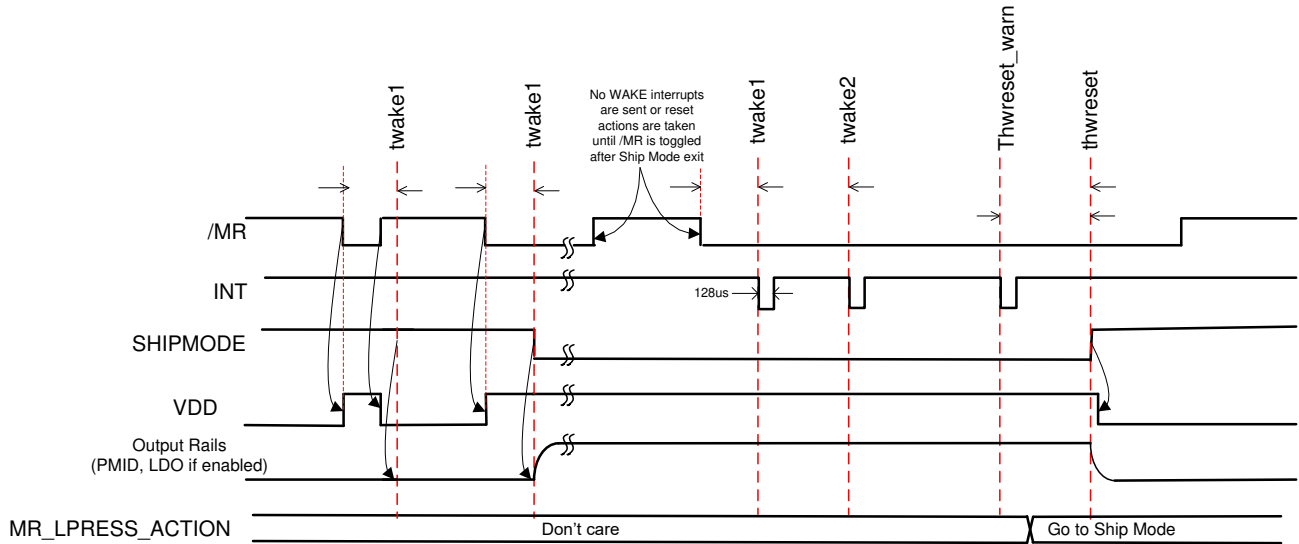 twake1
twake1
No WAKE interrupts
are sent or reset
actions are taken
until /MR is toggled
after Ship Mode exit
twake1
twake2
Thwreset_warn
thwreset
/MR
INT
128us
SHIPMODE
VDD
Output Rails
(PMID, LDO if enabled)
MR_LPRESS_ACTION
Don't care
Go to Ship Mode